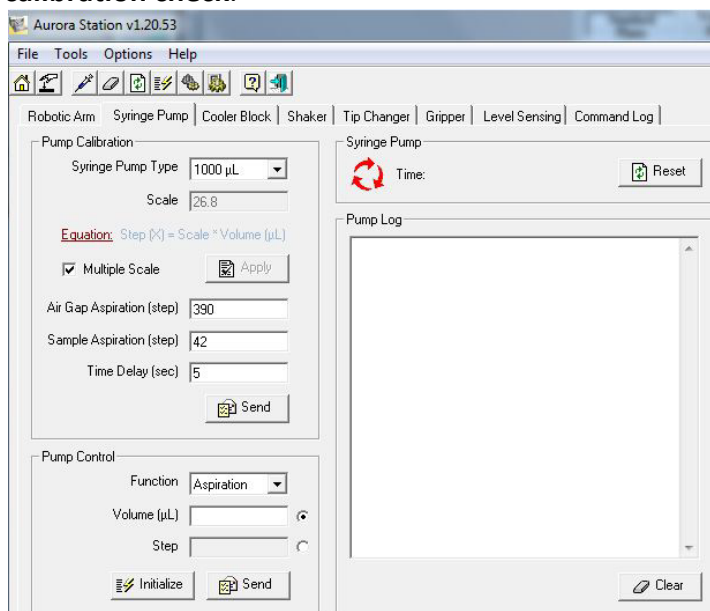 calibration check.
Aurora Station v1.20.53
File Tools Options Help
Robotic Arm Syringe Pump Cooler Block Shaker Tip Changer Gripper Level Sensing Command Log
Pump Calibration
Syringe Pump Type 1000 µL
Scale 26.8
Equation: Step (X) = Scale * Volume (µL)
Multiple Scale Apply
Air Gap Aspiration (step) 390
Sample Aspiration (step) 42
Time Delay (sec) 5
Send
Pump Control
Function Aspiration
Volume (µL)
Step
Initialize Send
Syringe Pump
Time: Reset
Pump Log
Clear